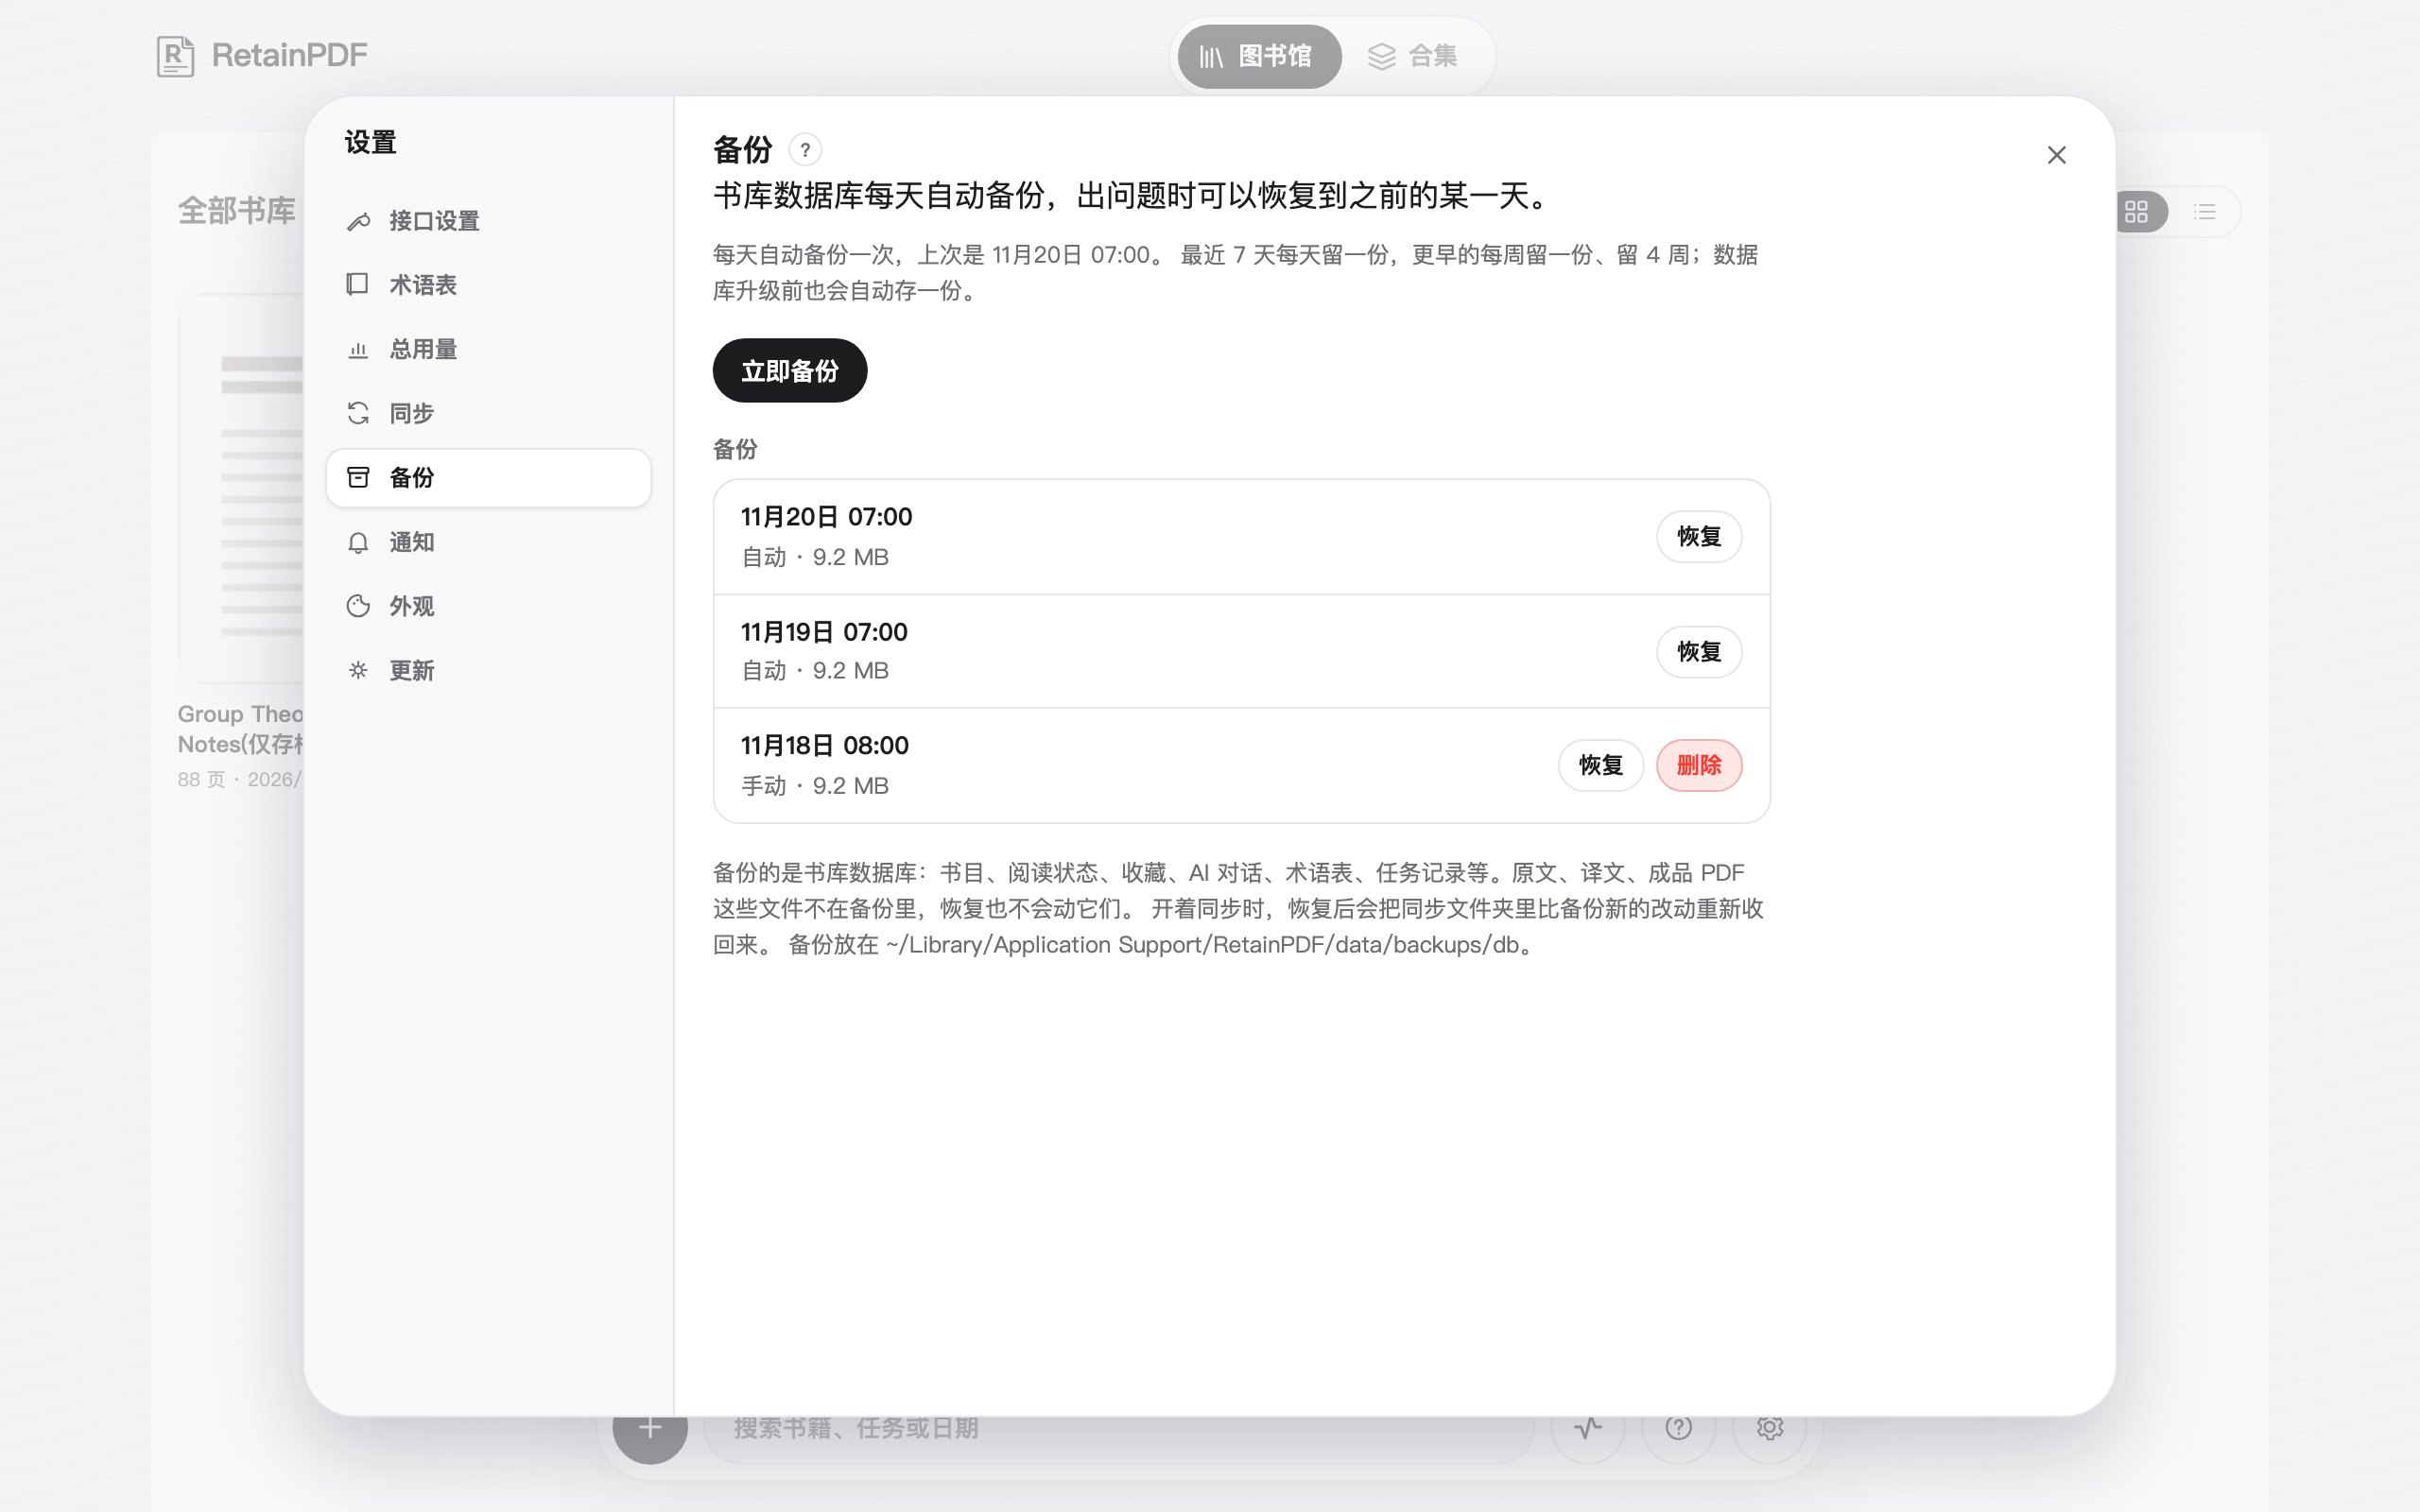 RetainPDF
图书馆
合集
全部书库
Group Theo
Notes(仅存
88 页 · 2026/
设置
接口设置
术语表
总用量
同步
备份
通知
外观
更新
备份 ?
书库数据库每天自动备份，出问题时可以恢复到之前的某一天。
每天自动备份一次，上次是 11月20日 07:00。 最近 7 天每天留一份，更早的每周留一份、留 4 周；数据
库升级前也会自动存一份。
立即备份
备份
11月20日 07:00
自动 · 9.2 MB
恢复
11月19日 07:00
自动 · 9.2 MB
恢复
11月18日 08:00
手动 · 9.2 MB
恢复
删除
备份的是书库数据库：书目、阅读状态、收藏、AI 对话、术语表、任务记录等。原文、译文、成品 PDF
这些文件不在备份里，恢复也不会动它们。 开着同步时，恢复后会把同步文件夹里比备份新的改动重新收
回来。 备份放在 ~/Library/Application Support/RetainPDF/data/backups/db。
搜索书籍、任务或日期